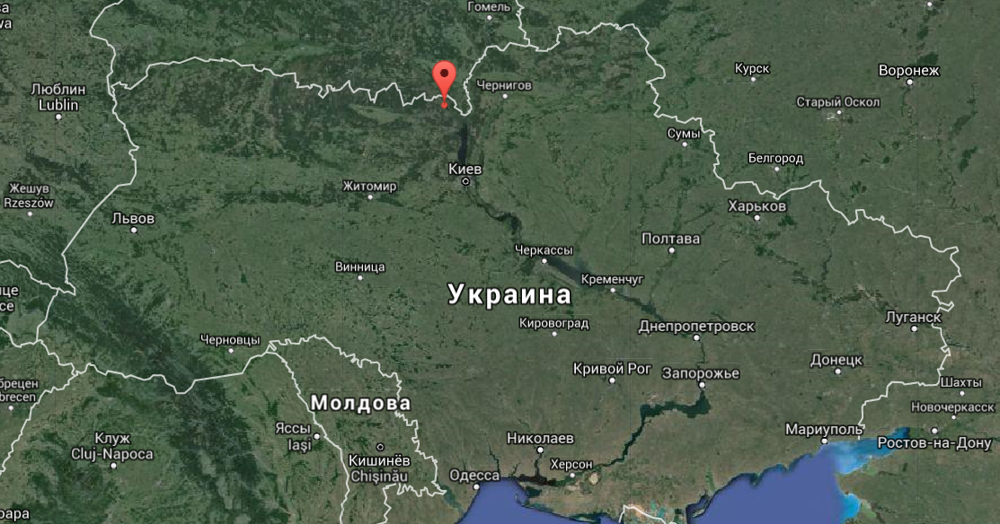 Гомель
Курск
Воронеж
Люблин
Lublin
Чернигов
Старый Оскол
Сумы
Белгород
Киев
Жешув
Rzeszów
Житомир
Львов
Харьков
Полтава
Черкассы
Винница
Кременчуг
Украина
Кировоград
Днепропетровск
Луганск
Черновцы
Донецк
Кривой Рог
Запорожье
Шахты
Молдова
Новочеркасск
Яссы
Iaşi
Мариуполь
Клуж
Cluj-Napoca
Николаев
Ростов-на-Дону
Кишинёв
Chişinău
Херсон
Одесса